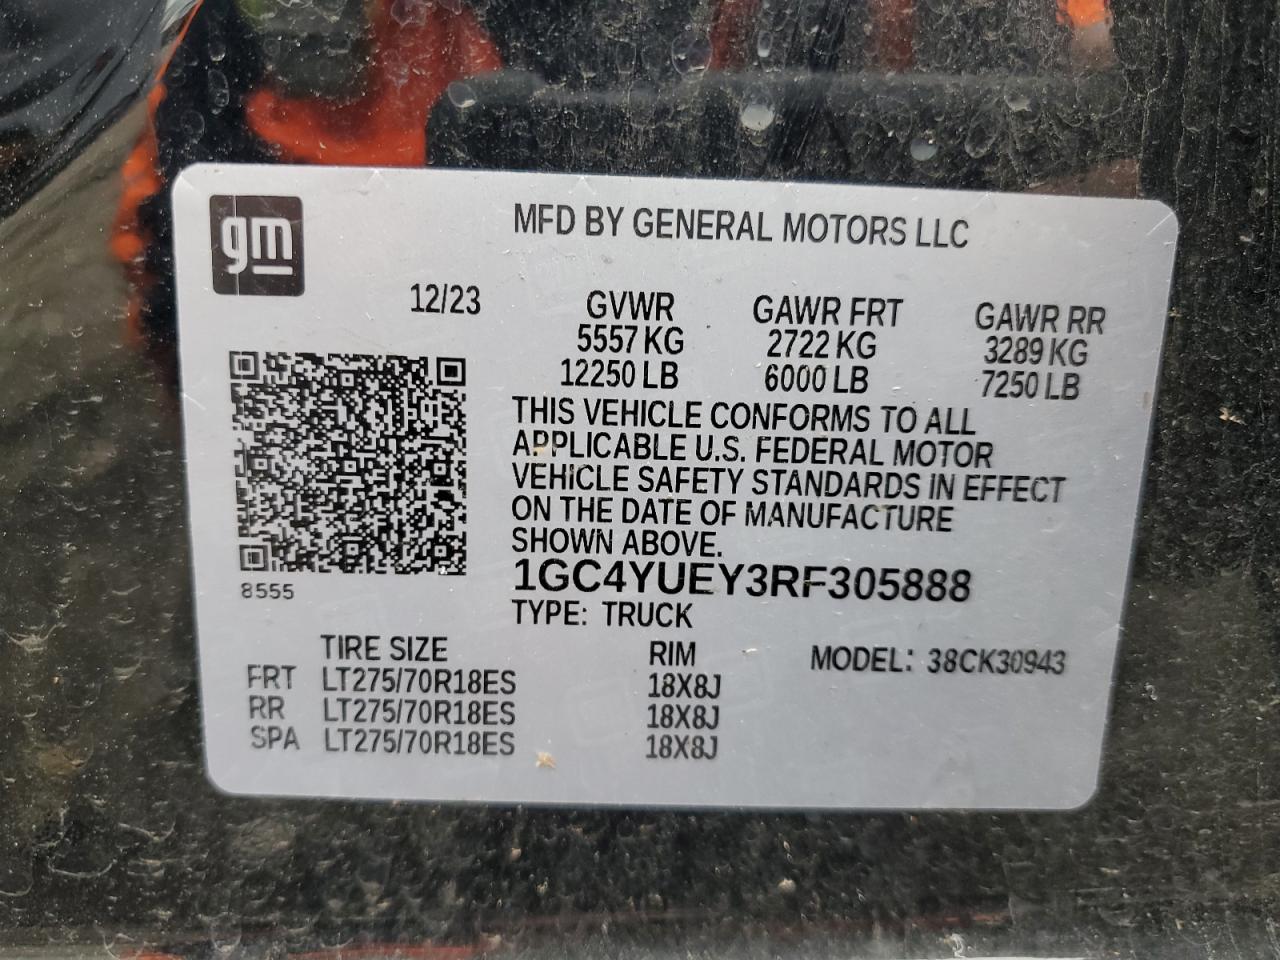 gm
MFD BY GENERAL MOTORS LLC
12/23
GVWR GAWR FRT GAWR RR
5557 KG 2722 KG 3289 KG
12250 LB 6000 LB 7250 LB
THIS VEHICLE CONFORMS TO ALL
APPLICABLE U.S. FEDERAL MOTOR
VEHICLE SAFETY STANDARDS IN EFFECT
ON THE DATE OF MANUFACTURE
SHOWN ABOVE.
8555
1GC4YUEY3RF305888
TYPE: TRUCK
TIRE SIZE RIM MODEL: 38CK30943
FRT LT275/70R18ES 18X8J
RR LT275/70R18ES 18X8J
SPA LT275/70R18ES 18X8J